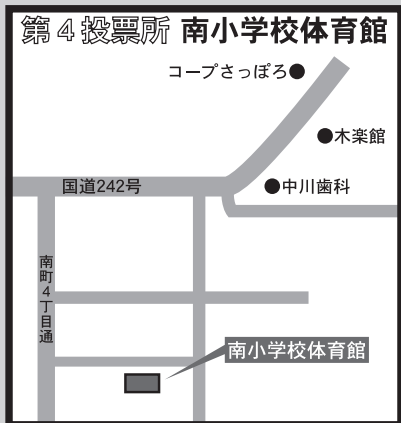 第4投票所 南小学校体育館
コープさっぽろ●
●木楽館
国道242号
●中川歯科
南町4丁目通
南小学校体育館